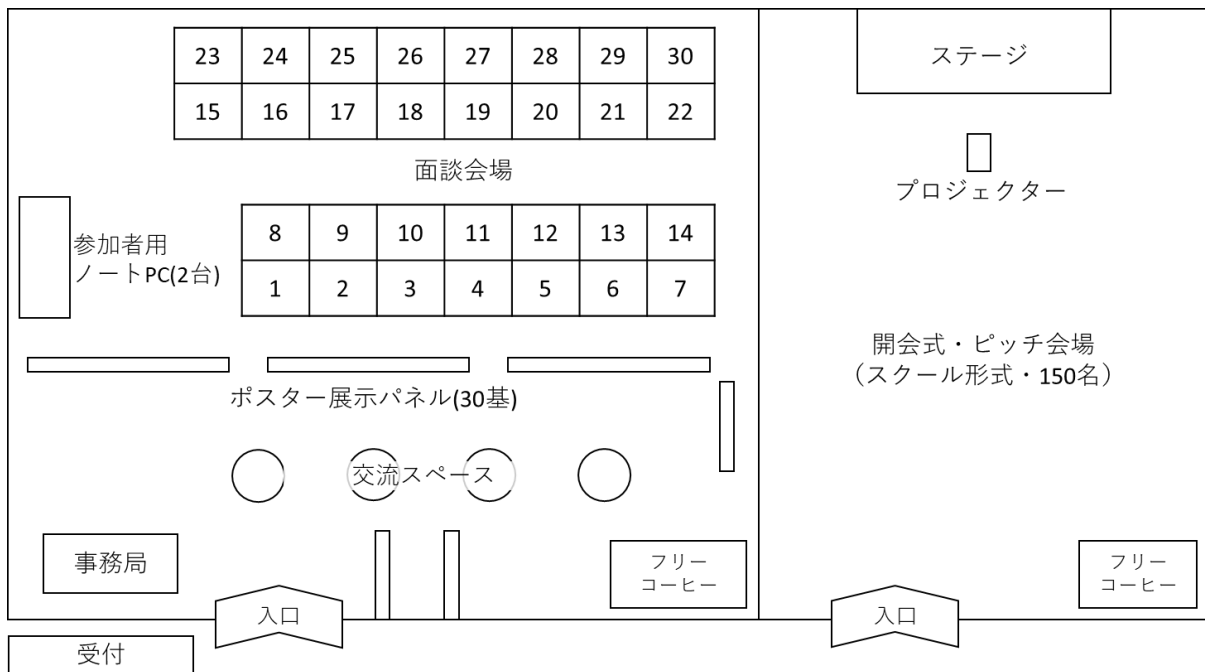 23 24 25 26 27 28 29 30
15 16 17 18 19 20 21 22
面談会場
8 9 10 11 12 13 14
1 2 3 4 5 6 7
参加者用
ノートPC(2台)
ポスター展示パネル(30基)
交流スペース
事務局
フリー
コーヒー
入口
受付
ステージ
プロジェクター
開会式・ピッチ会場
(スクール形式・150名)
フリー
コーヒー
入口